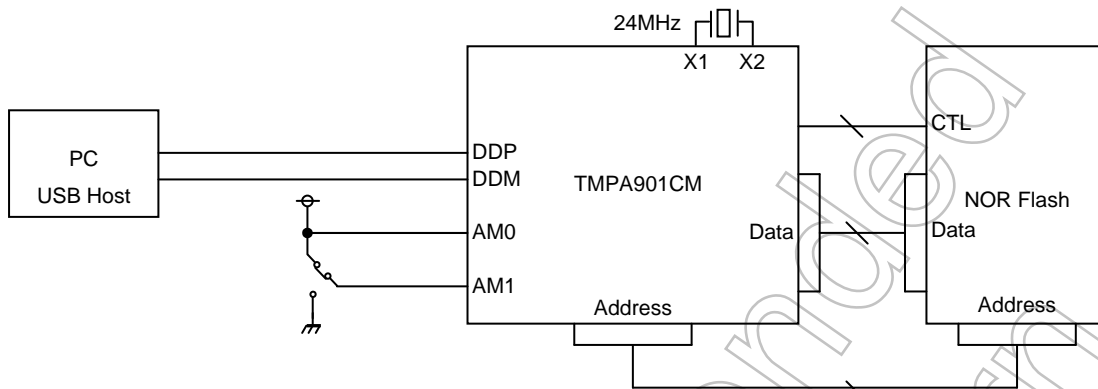 24MHz
X1 X2
PC
USB Host
DDP
DDM
AM0
AM1
TMPA901CM
Data
Address
CTL
NOR Flash
Data
Address